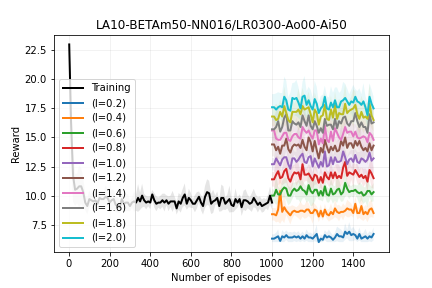 LA10-BETAm50-NN016/LR0300-Ao00-Ai50
22.5
20.0
17.5
15.0
12.5
10.0
7.5
Reward
Training
(l=0.2)
(l=0.4)
(l=0.6)
(l=0.8)
(l=1.0)
(l=1.2)
(l=1.4)
(l=1.6)
(l=1.8)
(l=2.0)
0 200 400 600 800 1000 1200 1400
Number of episodes